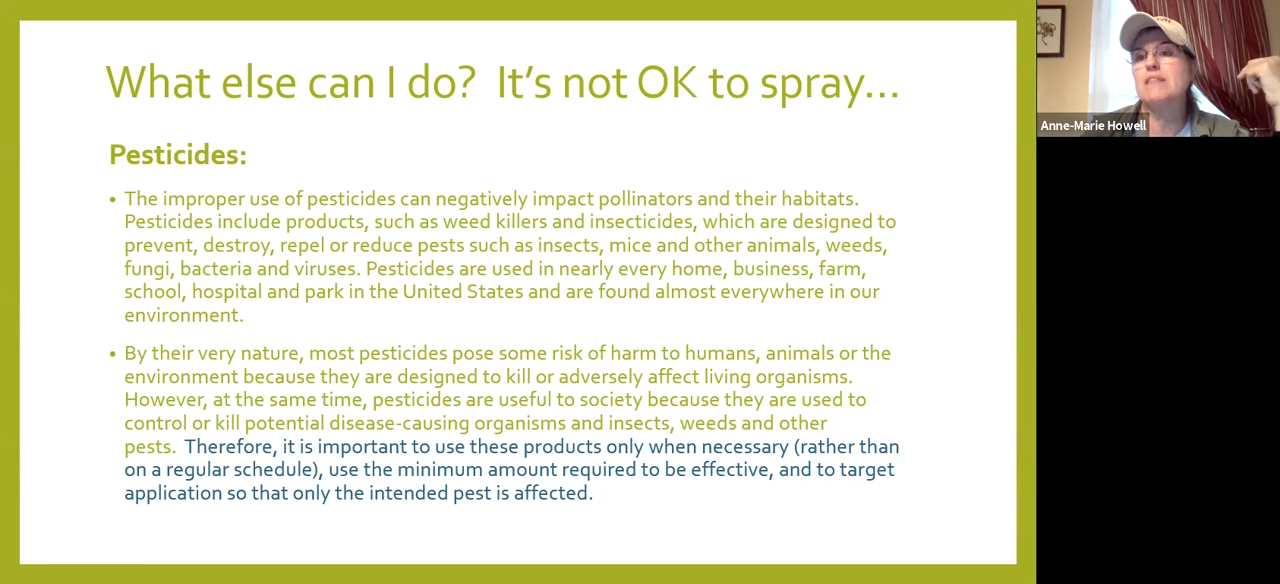 What else can I do? It's not OK to spray...
Pesticides:
• The improper use of pesticides can negatively impact pollinators and their habitats.
Pesticides include products, such as weed killers and insecticides, which are designed to
prevent, destroy, repel or reduce pests such as insects, mice and other animals, weeds,
fungi, bacteria and viruses. Pesticides are used in nearly every home, business, farm,
school, hospital and park in the United States and are found almost everywhere in our
environment.
• By their very nature, most pesticides pose some risk of harm to humans, animals or the
environment because they are designed to kill or adversely affect living organisms.
However, at the same time, pesticides are useful to society because they are used to
control or kill potential disease-causing organisms and insects, weeds and other
pests. Therefore, it is important to use these products only when necessary (rather than
on a regular schedule), use the minimum amount required to be effective, and to target
application so that only the intended pest is affected.
Anne-Marie Howell